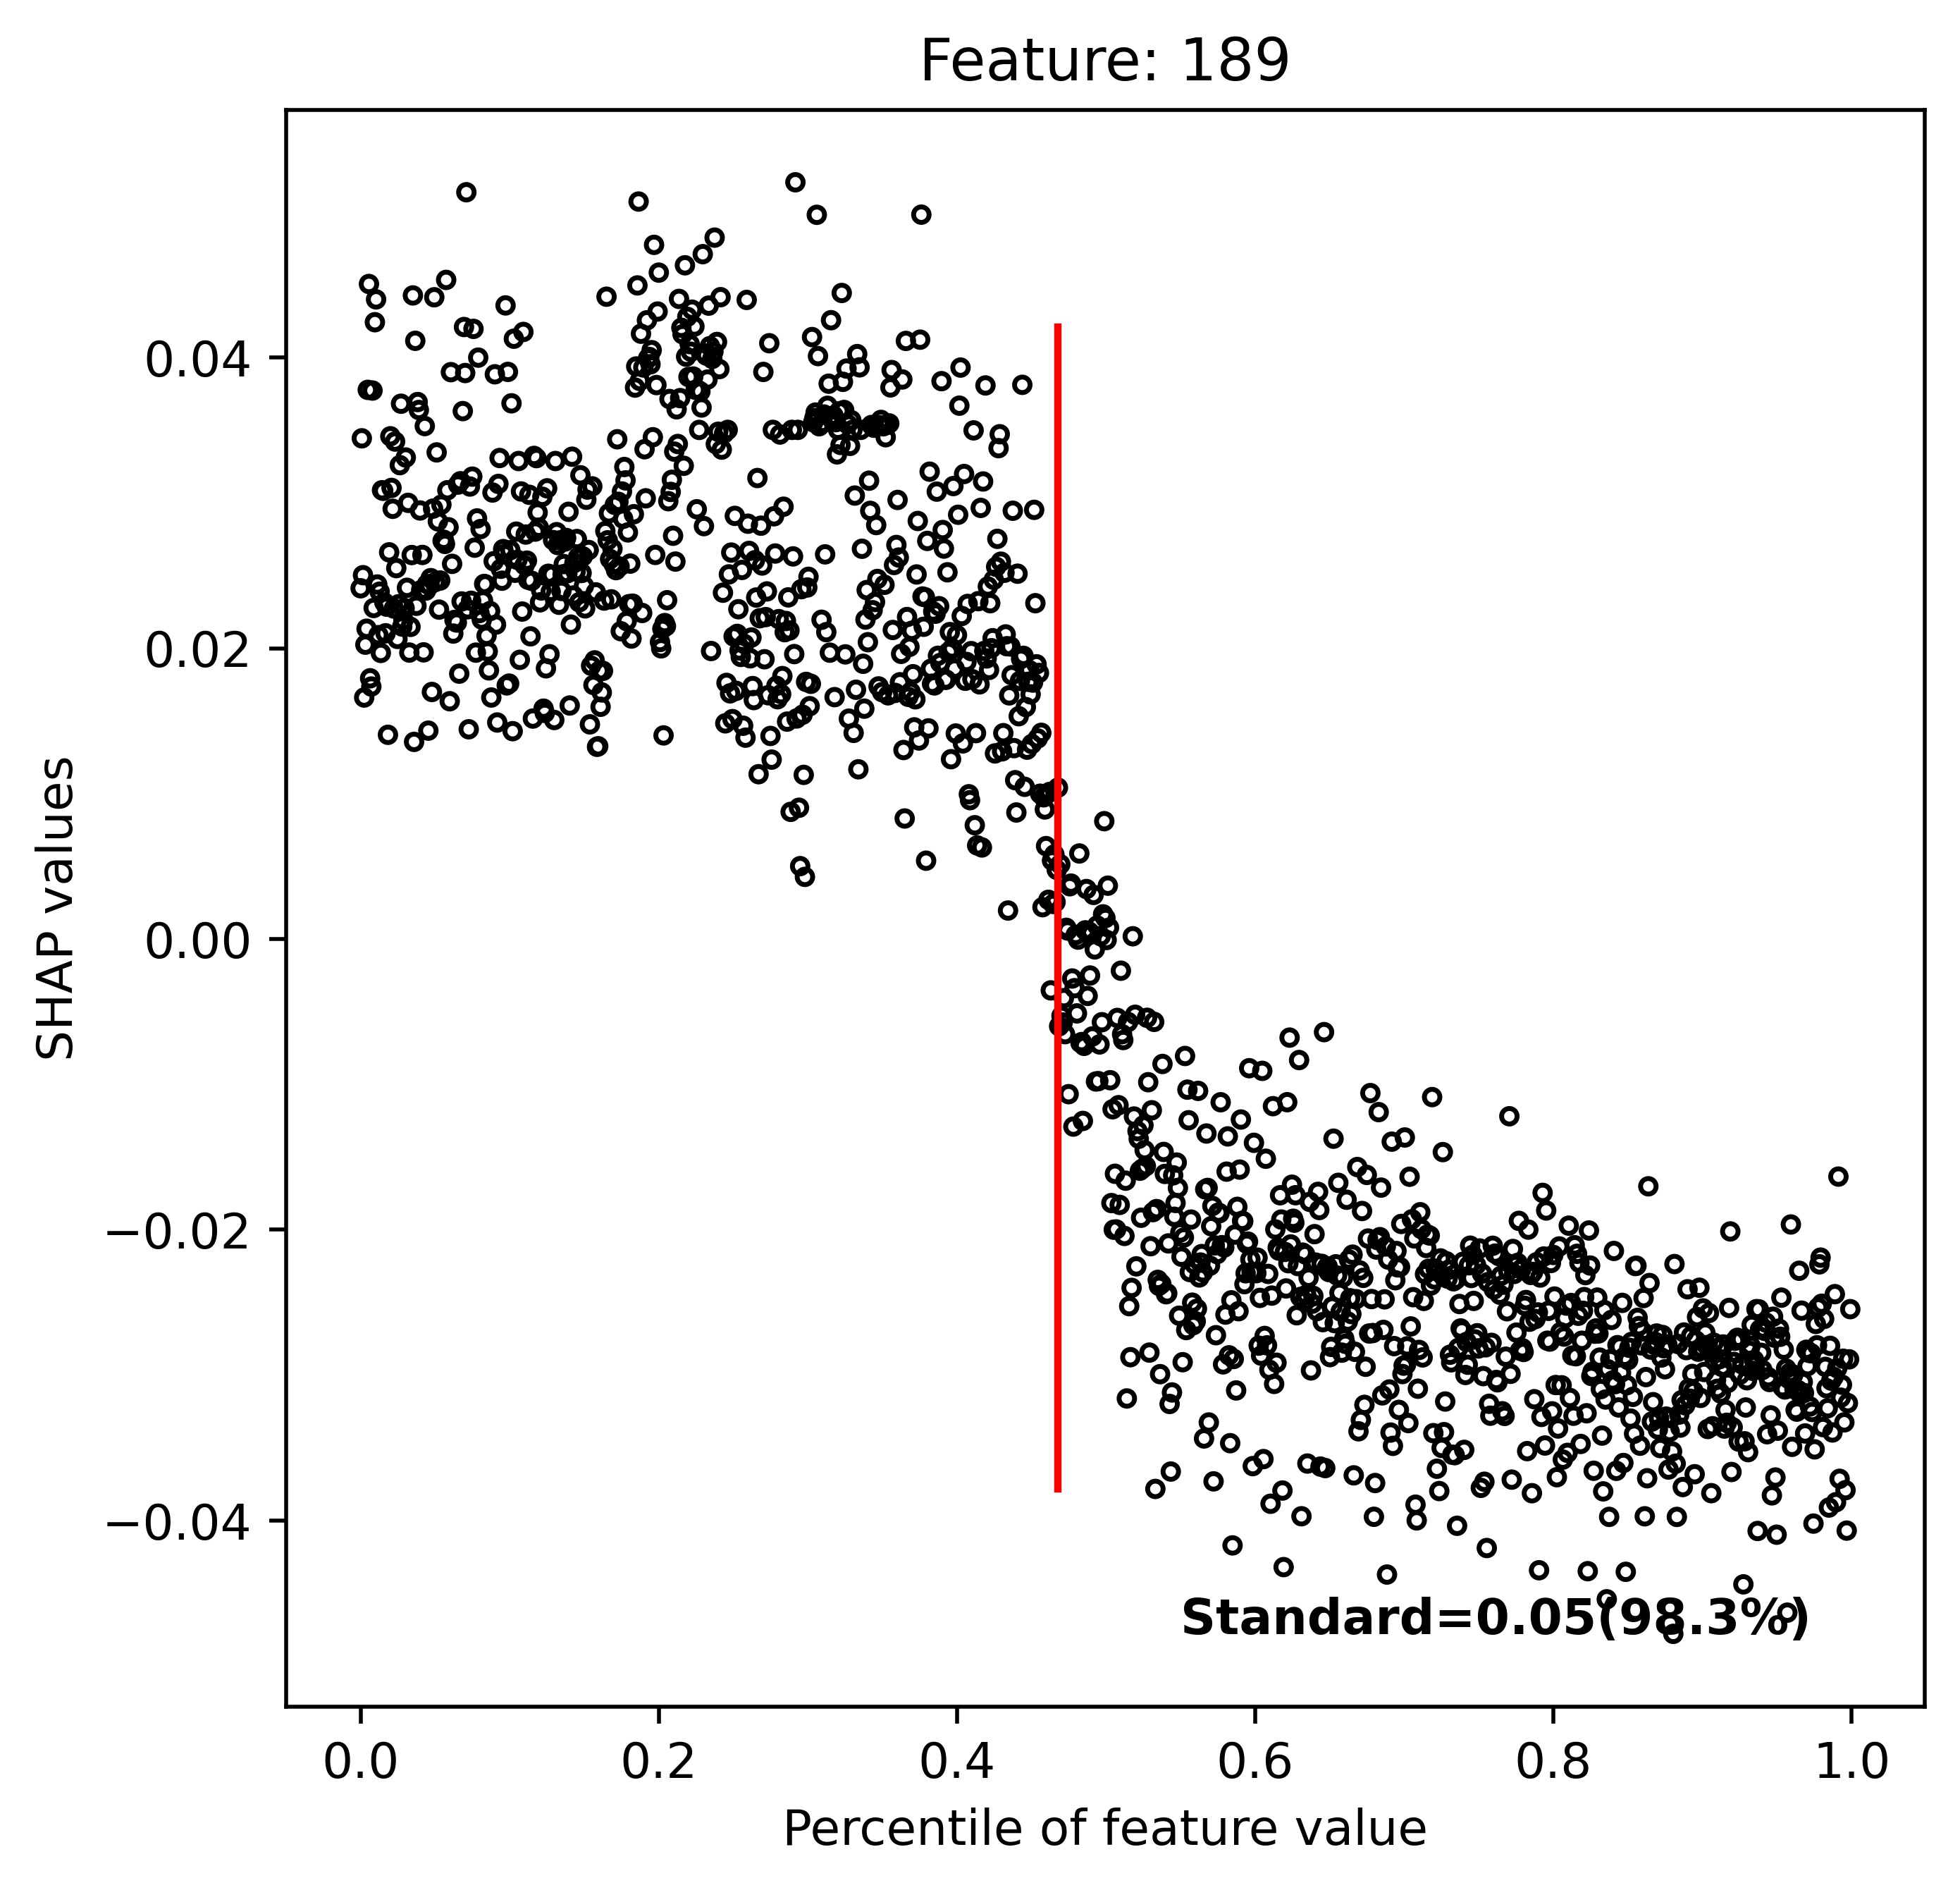 Feature: 189
0.04
0.02
0.00
−0.02
−0.04
SHAP values
Standard=0.05(98.3%)
0.0 0.2 0.4 0.6 0.8 1.0
Percentile of feature value